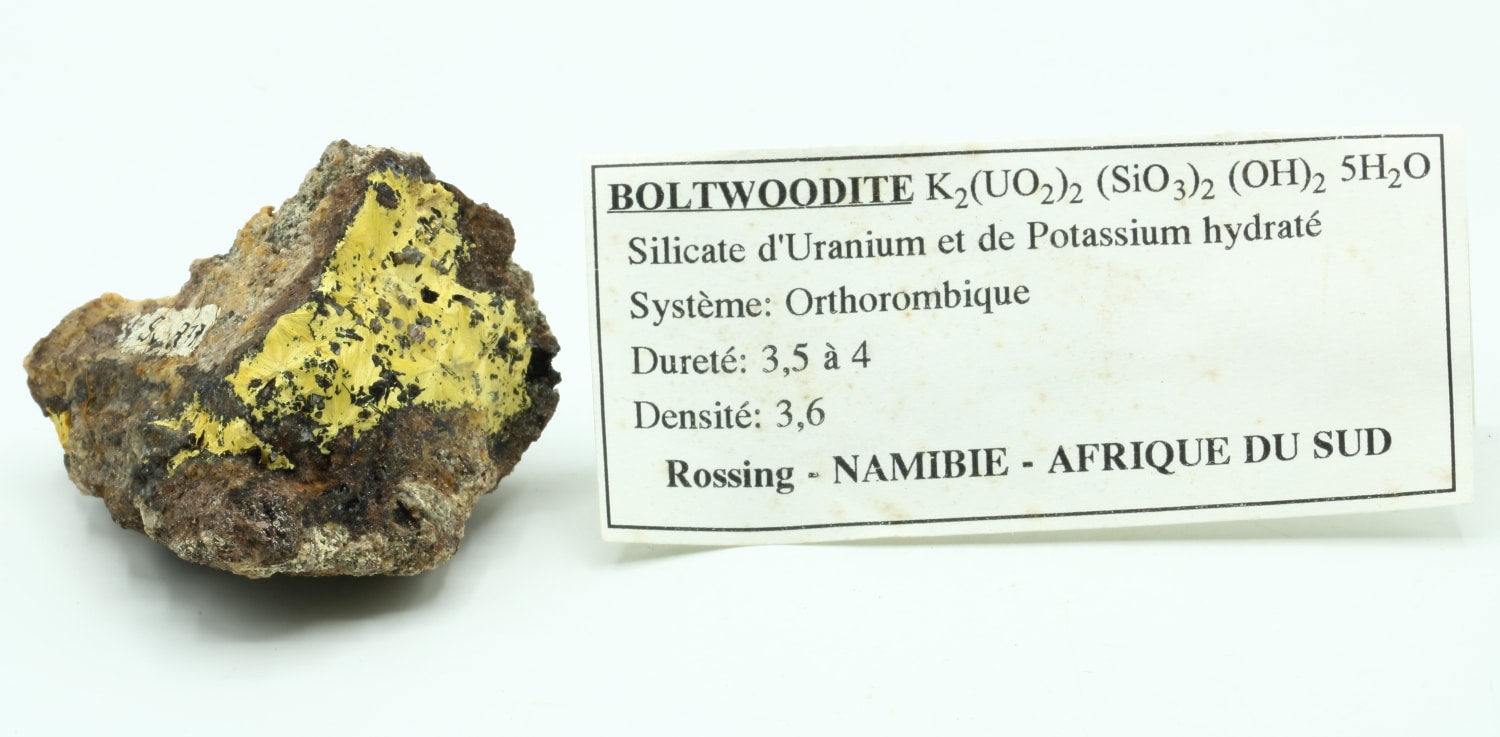 BOLTWOODITE K₂(UO₂)₂ (SiO₃)₂ (OH)₂ 5H₂O
Silicate d'Uranium et de Potassium hydraté
Système: Orthorombique
Dureté: 3,5 à 4
Densité: 3,6
Rossing - NAMIBIE - AFRIQUE DU SUD